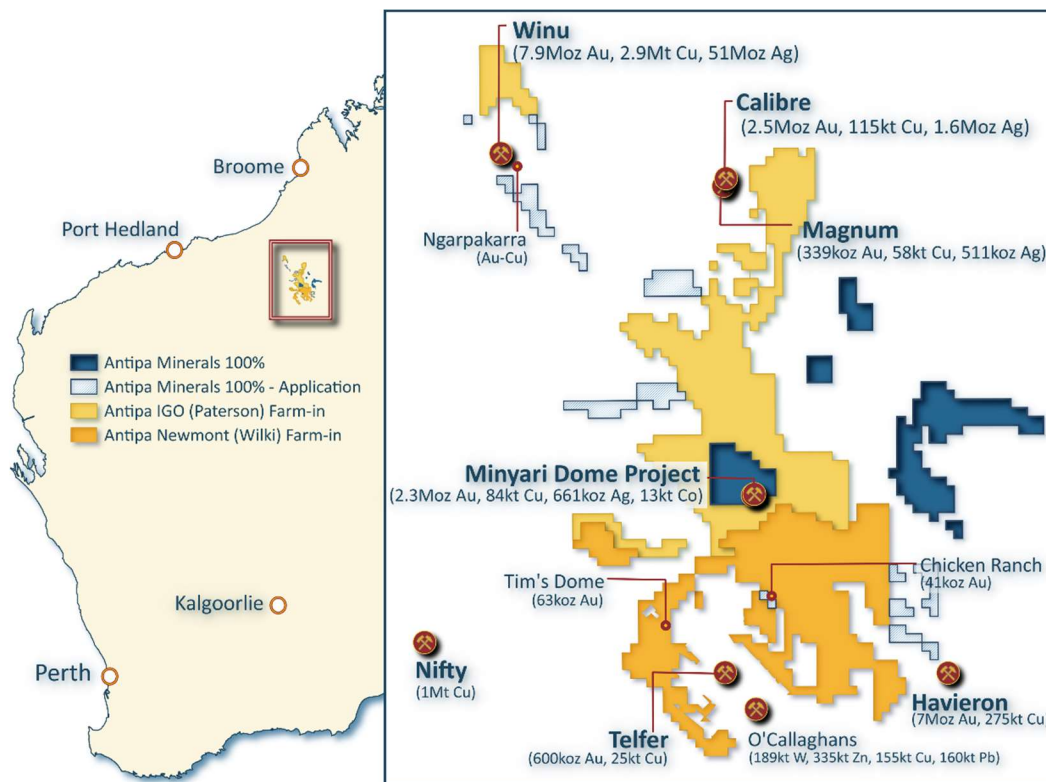 Broome
Port Hedland
Antipa Minerals 100%
Antipa Minerals 100% - Application
Antipa IGO (Paterson) Farm-in
Antipa Newmont (Wilki) Farm-in
Kalgoorlie
Perth
Winu
(7.9Moz Au, 2.9Mt Cu, 51Moz Ag)
Calibre
(2.5Moz Au, 115kt Cu, 1.6Moz Ag)
Ngarpakarra
(Au-Cu)
Magnum
(339koz Au, 58kt Cu, 511koz Ag)
Minyari Dome Project
(2.3Moz Au, 84kt Cu, 661koz Ag, 13kt Co)
Tim's Dome
(63koz Au)
Chicken Ranch
(41koz Au)
Nifty
(1Mt Cu)
Telfer
(600koz Au, 25kt Cu)
O'Callaghans
(189kt W, 335kt Zn, 155kt Cu, 160kt Pb)
Havieron
(7Moz Au, 275kt Cu